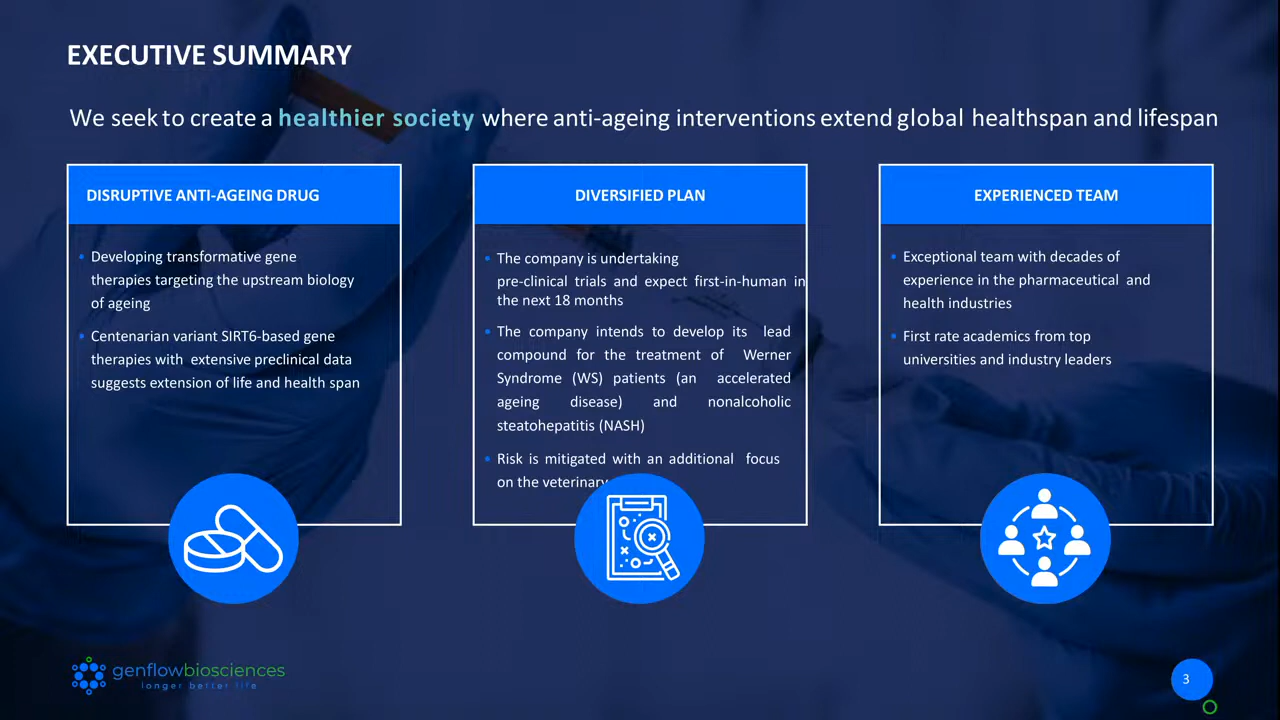 EXECUTIVE SUMMARY
We seek to create a healthier society where anti-ageing interventions extend global healthspan and lifespan
DISRUPTIVE ANTI-AGEING DRUG
• Developing transformative gene
therapies targeting the upstream biology
of ageing
• Centenarian variant SIRT6-based gene
therapies with extensive preclinical data
suggests extension of life and health span
DIVERSIFIED PLAN
• The company is undertaking
pre-clinical trials and expect first-in-human in
the next 18 months
• The company intends to develop its lead
compound for the treatment of Werner
Syndrome (WS) patients (an accelerated
ageing disease) and nonalcoholic
steatohepatitis (NASH)
• Risk is mitigated with an additional focus
on the veterinary
EXPERIENCED TEAM
• Exceptional team with decades of
experience in the pharmaceutical and
health industries
• First rate academics from top
universities and industry leaders
genflowbiosciences
longer better life
3